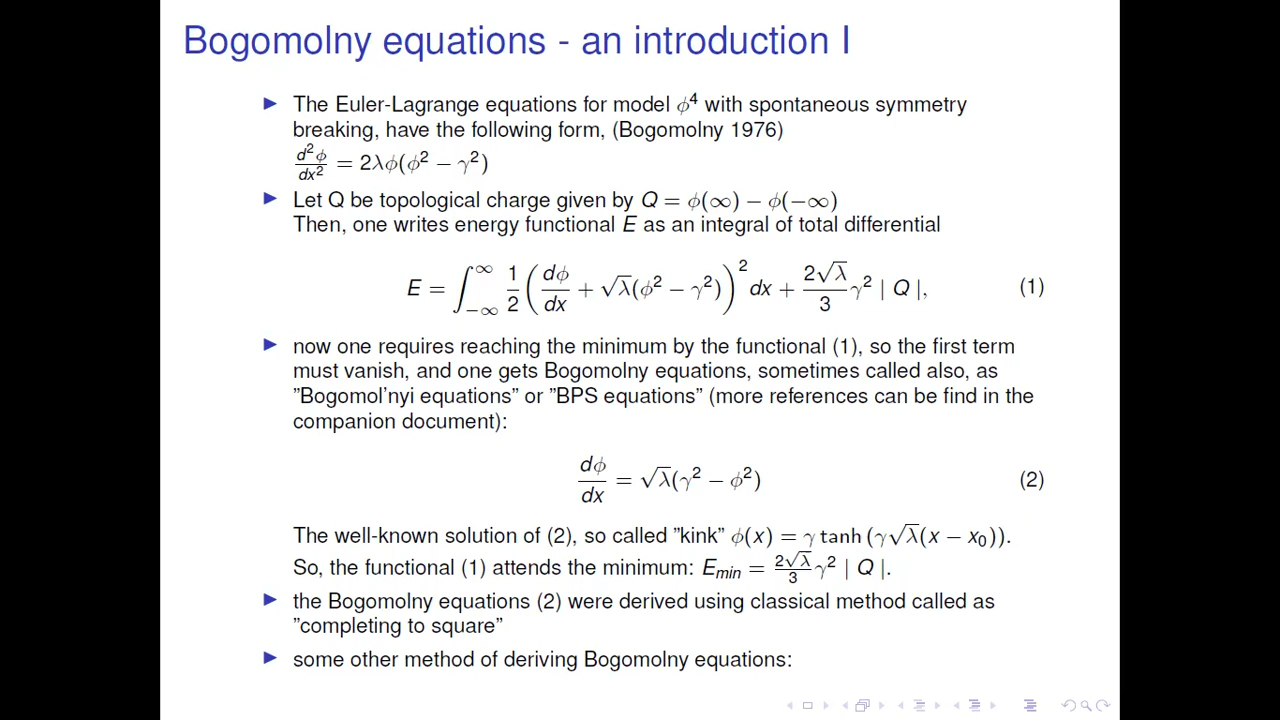 Bogomolny equations - an introduction I
▶ The Euler-Lagrange equations for model ϕ⁴ with spontaneous symmetry
breaking, have the following form, (Bogomolny 1976)
d²ϕ/dx² = 2λϕ(ϕ² − γ²)
▶ Let Q be topological charge given by Q = ϕ(∞) − ϕ(−∞)
Then, one writes energy functional E as an integral of total differential
E = ∫_{−∞}^{∞} 1/2 (dϕ/dx + √λ(ϕ² − γ²))² dx + 2√λ/3 γ² | Q |, (1)
▶ now one requires reaching the minimum by the functional (1), so the first term
must vanish, and one gets Bogomolny equations, sometimes called also, as
”Bogomol’nyi equations” or ”BPS equations” (more references can be find in the
companion document):
dϕ/dx = √λ(γ² − ϕ²) (2)
The well-known solution of (2), so called ”kink” ϕ(x) = γ tanh (γ√λ(x − x₀)).
So, the functional (1) attends the minimum: E_min = 2√λ/3 γ² | Q |.
▶ the Bogomolny equations (2) were derived using classical method called as
”completing to square”
▶ some other method of deriving Bogomolny equations: